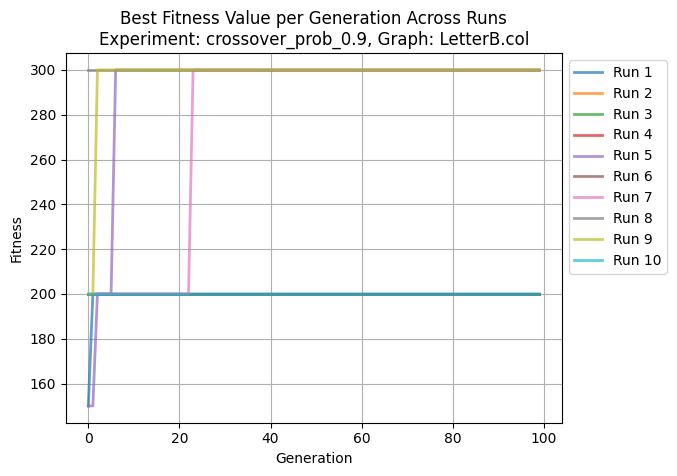 Best Fitness Value per Generation Across Runs
Experiment: crossover_prob_0.9, Graph: LetterB.col
300
280
260
240
220
200
180
160
Fitness
0
20
40
60
80
100
Generation
Run 1
Run 2
Run 3
Run 4
Run 5
Run 6
Run 7
Run 8
Run 9
Run 10